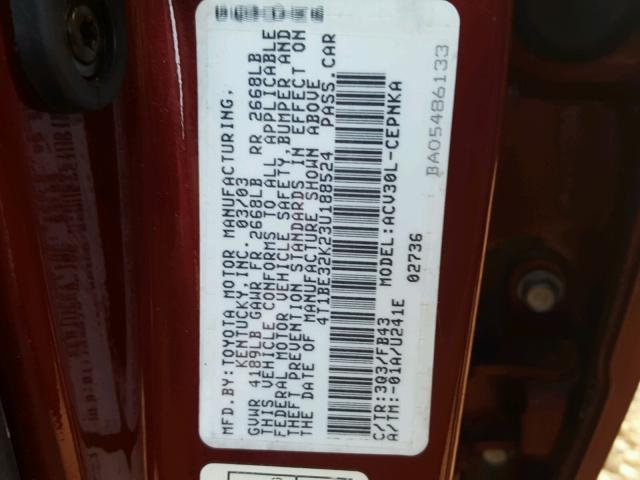 MFD.BY:TOYOTA MOTOR MANUFACTURING,
KENTUCKY,INC. 03/03
GVWR 4189LB GAWR FR 2668LB RR 2668LB
THIS VEHICLE CONFORMS TO ALL APPLICABLE
FEDERAL MOTOR VEHICLE SAFETY,BUMPER AND
THEFT PREVENTION STANDARDS IN EFFECT ON
THE DATE OF MANUFACTURE SHOWN ABOVE
4T1BE32K23U188524 PASS.CAR
MODEL:ACV30L-CEPNKA
C/TR:3Q3/FB43 02736
A/TM:-01A/U241E
BA05486133